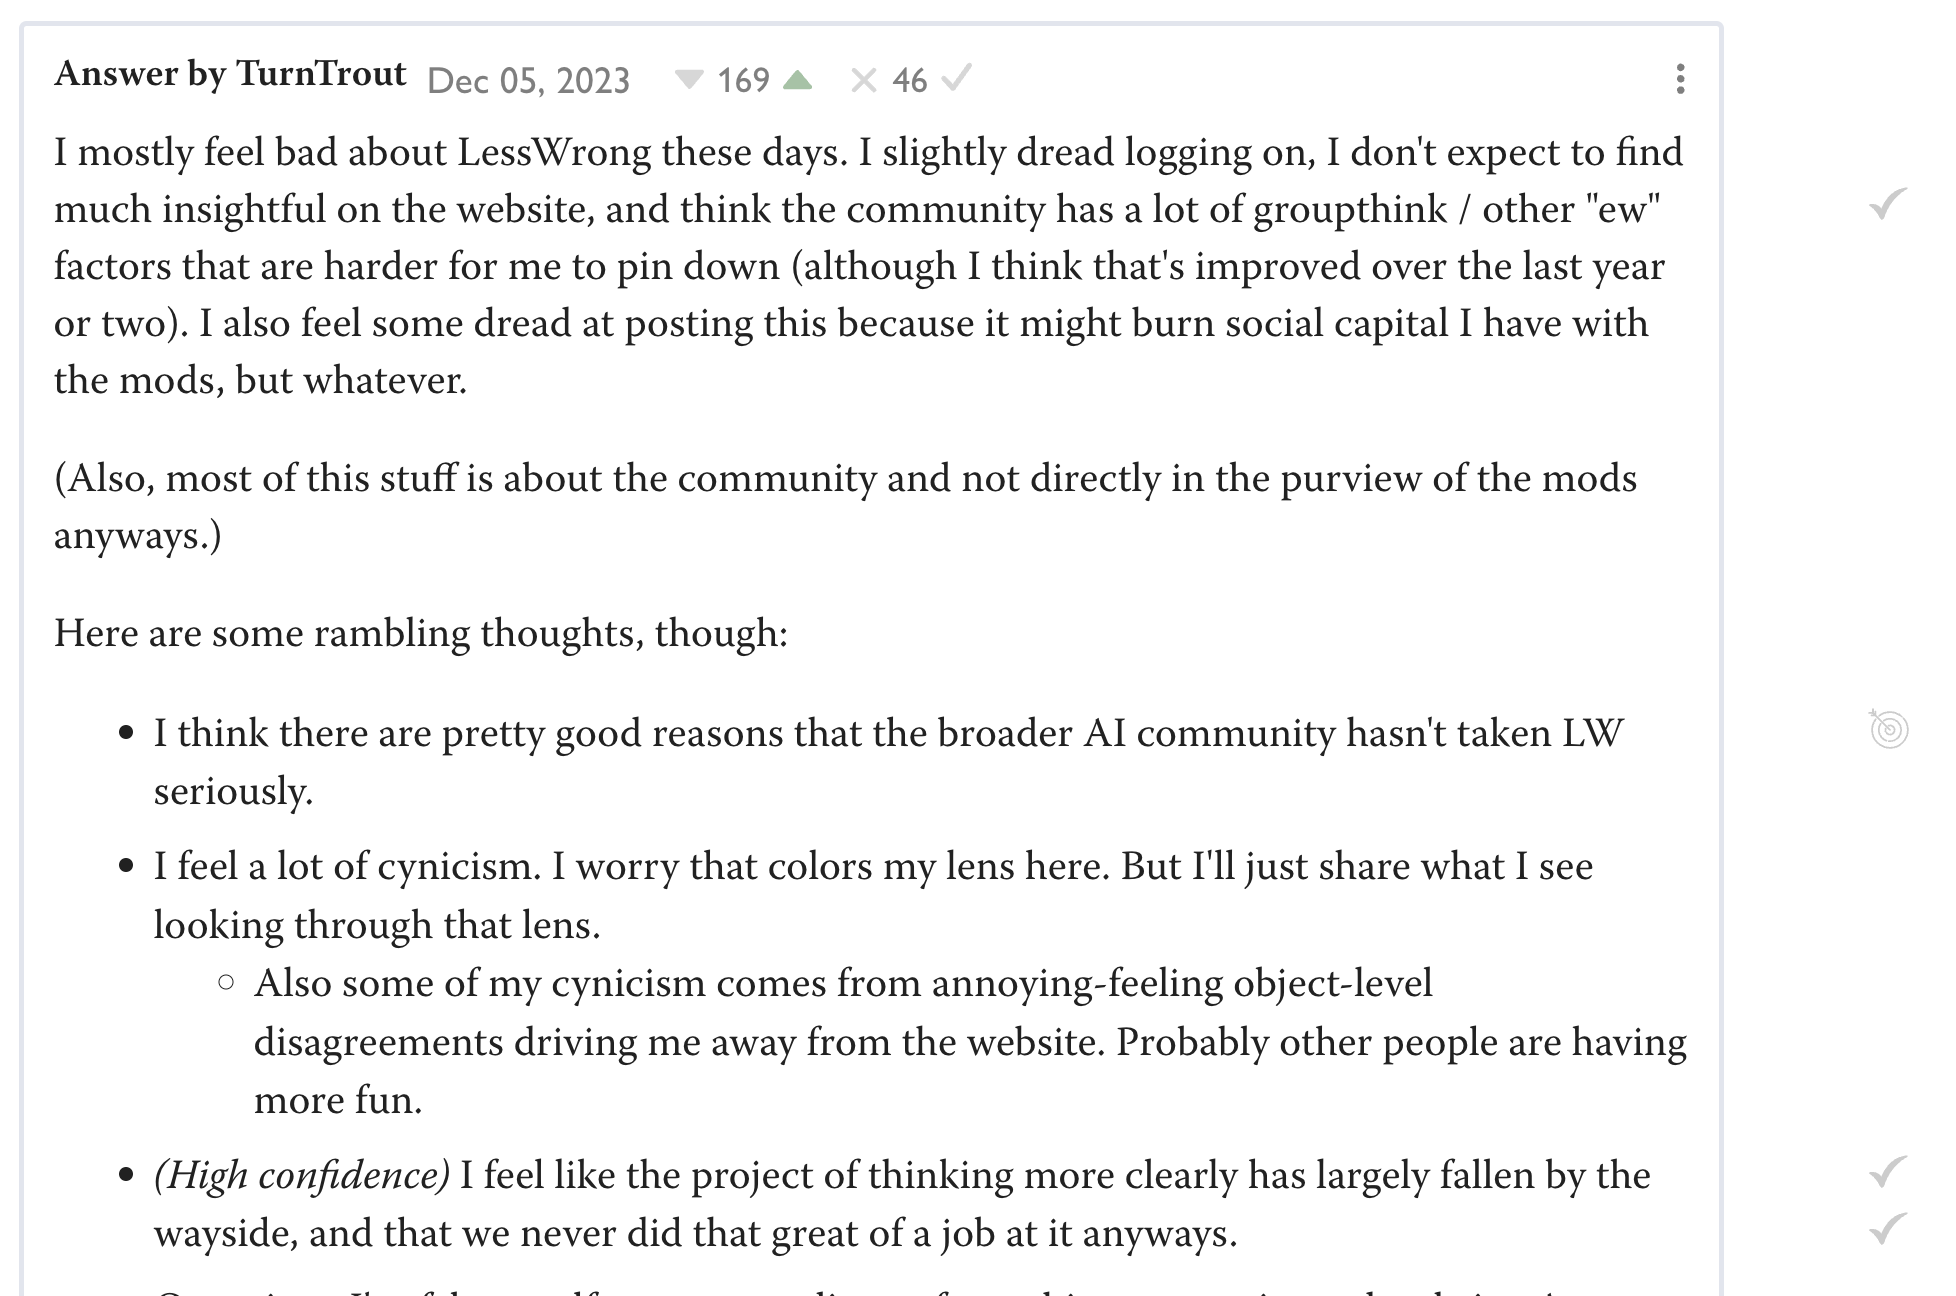 Answer by TurnTrout Dec 05, 2023 169 46
I mostly feel bad about LessWrong these days. I slightly dread logging on, I don't expect to find
much insightful on the website, and think the community has a lot of groupthink / other "ew"
factors that are harder for me to pin down (although I think that's improved over the last year
or two). I also feel some dread at posting this because it might burn social capital I have with
the mods, but whatever.
(Also, most of this stuff is about the community and not directly in the purview of the mods
anyways.)
Here are some rambling thoughts, though:
• I think there are pretty good reasons that the broader AI community hasn't taken LW
seriously.
• I feel a lot of cynicism. I worry that colors my lens here. But I'll just share what I see
looking through that lens.
◦ Also some of my cynicism comes from annoying-feeling object-level
disagreements driving me away from the website. Probably other people are having
more fun.
• (High confidence) I feel like the project of thinking more clearly has largely fallen by the
wayside, and that we never did that great of a job at it anyways.